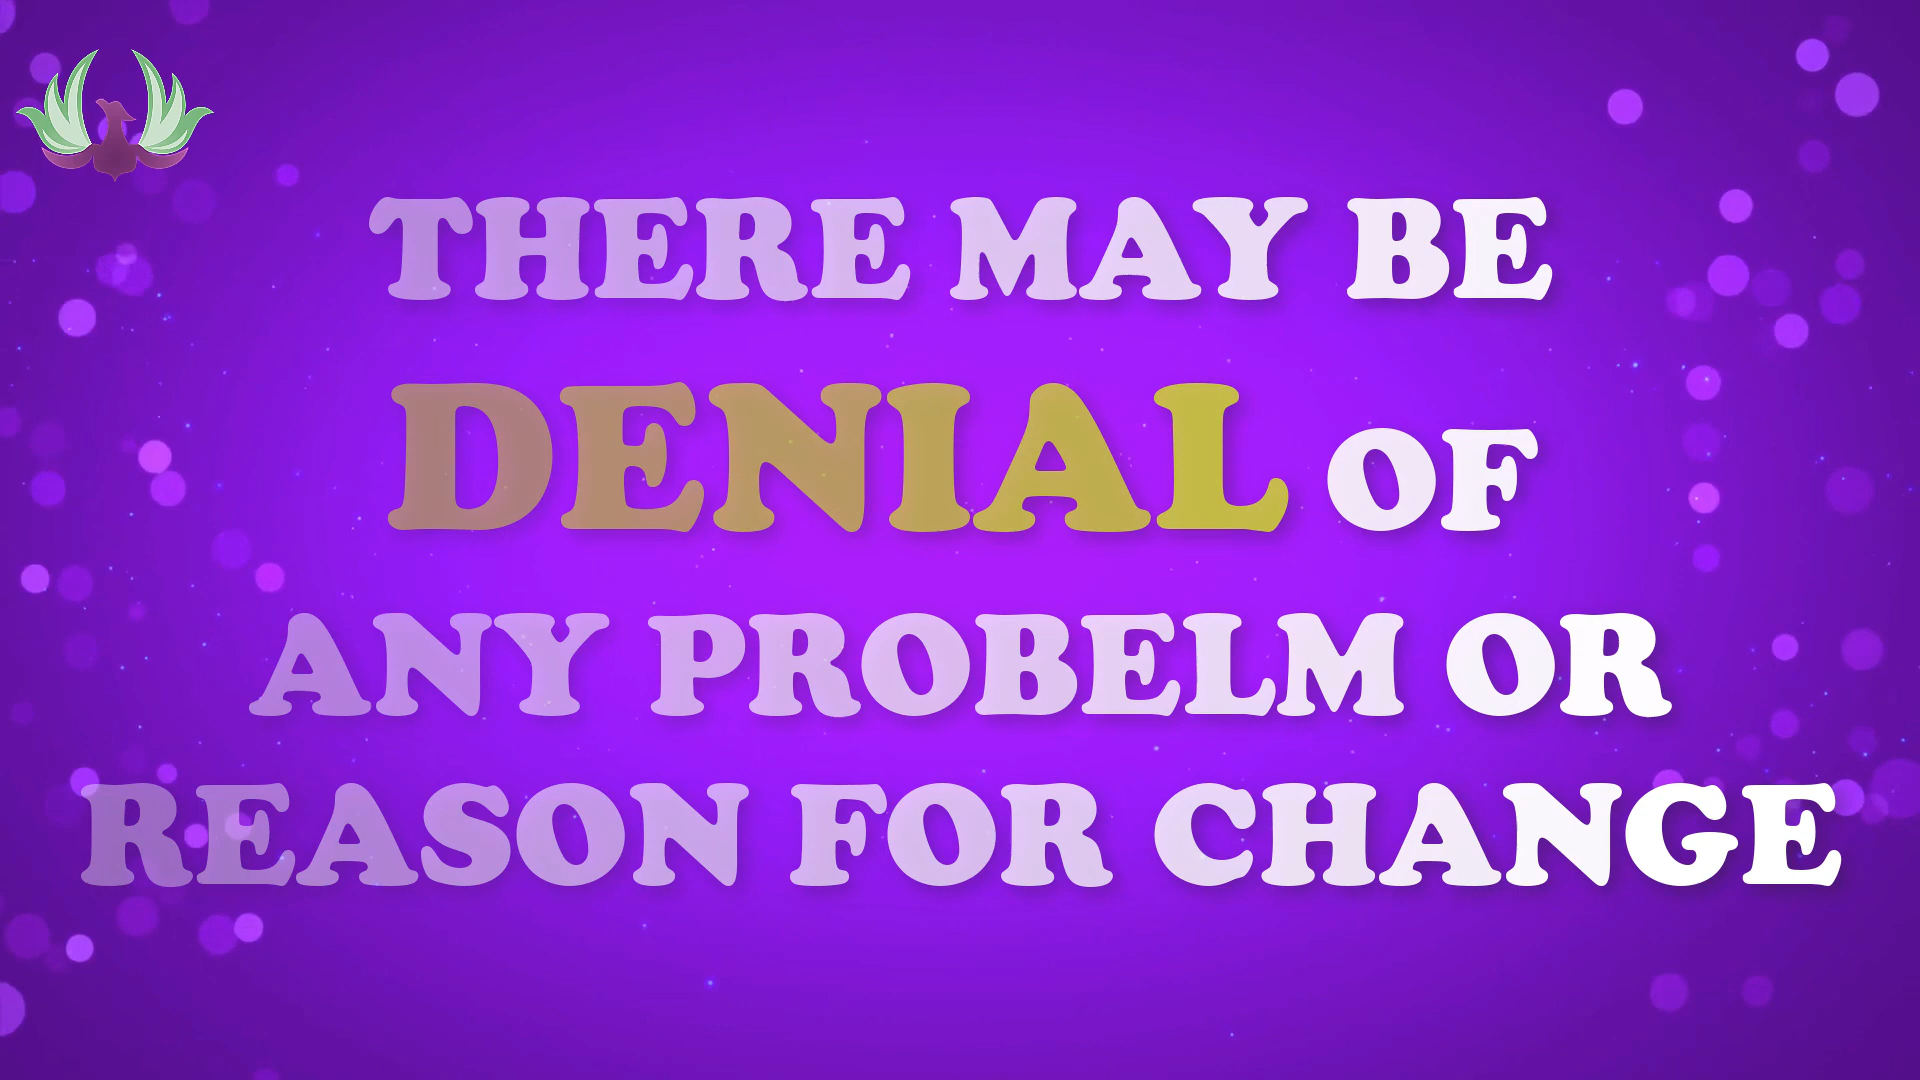 THERE MAY BE
DENIAL OF
ANY PROBELM OR
REASON FOR CHANGE